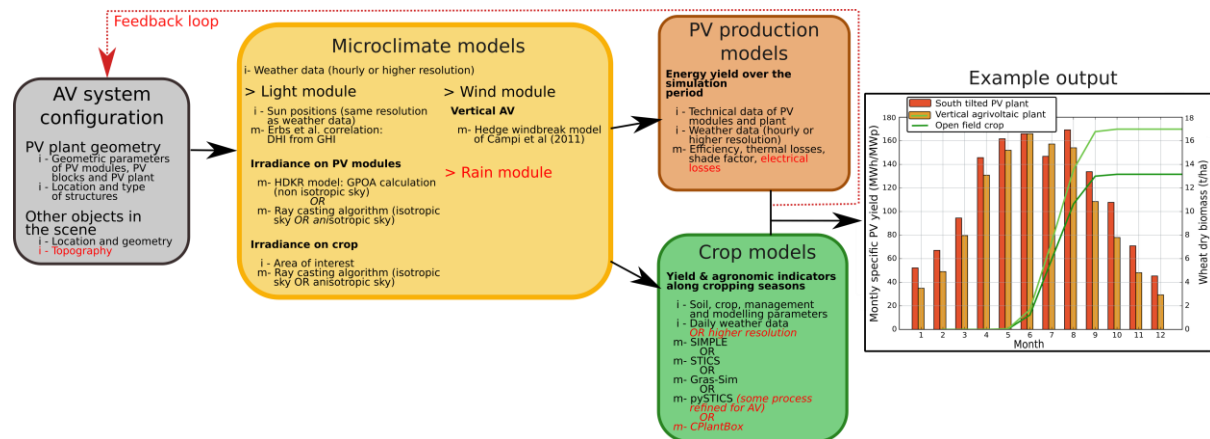 Feedback loop
AV system
configuration
PV plant geometry
i - Geometric parameters
of PV modules, PV
blocks and PV plant
i - Location and type
of structures
Other objects in
the scene
i - Location and geometry
i - Topography
Microclimate models
i- Weather data (hourly or higher resolution)
> Light module
i - Sun positions (same resolution
as weather data)
m- Erbs et al. correlation:
DHI from GHI
Irradiance on PV modules
m- HDKR model: GPOA calculation
(non isotropic sky)
OR
m- Ray casting algorithm (isotropic
sky OR anisotropic sky)
Irradiance on crop
i - Area of interest
m- Ray casting algorithm (isotropic
sky OR anisotropic sky)
> Wind module
Vertical AV
m- Hedge windbreak model
of Campi et al (2011)
> Rain module
PV production
models
Energy yield over the
simulation
period
i - Technical data of PV
modules and plant
i - Weather data (hourly or
higher resolution)
m- Efficiency, thermal losses,
shade factor, electrical
losses
Crop models
Yield & agronomic indicators
along cropping seasons
i - Soil, crop, management
and modelling parameters
i - Daily weather data
OR higher resolution
m- SIMPLE
OR
m- STICS
OR
m- Gras-Sim
OR
m- pySTICS (some process
refined for AV)
OR
m- CPlantBox
Example output
South tilted PV plant
Vertical agrivoltaic plant
Open field crop
Montly specific PV yield (MWh/MWp)
180
160
140
120
100
80
60
40
20
0
1 2 3 4 5 6 7 8 9 10 11 12
Month
18
16
14
12
10
8
6
4
2
0
Wheat dry biomass (t/ha)